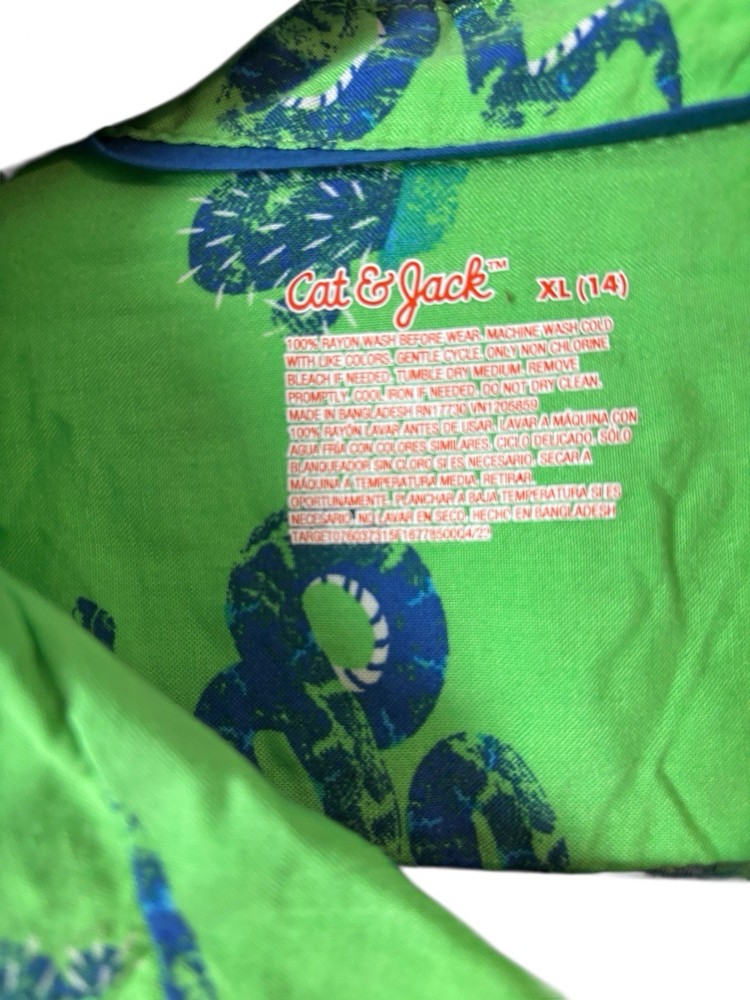 Cat & Jack™ XL (14)
100% RAYON WASH BEFORE WEAR. MACHINE WASH COLD
WITH LIKE COLORS. GENTLE CYCLE. ONLY NON CHLORINE
BLEACH IF NEEDED. TUMBLE DRY MEDIUM. REMOVE
PROMPTLY. COOL IRON IF NEEDED. DO NOT DRY CLEAN.
MADE IN BANGLADESH RN17730 VN1205859
100% RAYÓN LAVAR ANTES DE USAR. LAVAR A MÁQUINA CON
AGUA FRÍA CON COLORES SIMILARES. CICLO DELICADO. SÓLO
BLANQUEADOR SIN CLORO SI ES NECESARIO. SECAR A
MÁQUINA A TEMPERATURA MEDIA. RETIRAR
OPORTUNAMENTE. PLANCHAR A BAJA TEMPERATURA SI ES
NECESARIO. NO LAVAR EN SECO. HECHO EN BANGLADESH